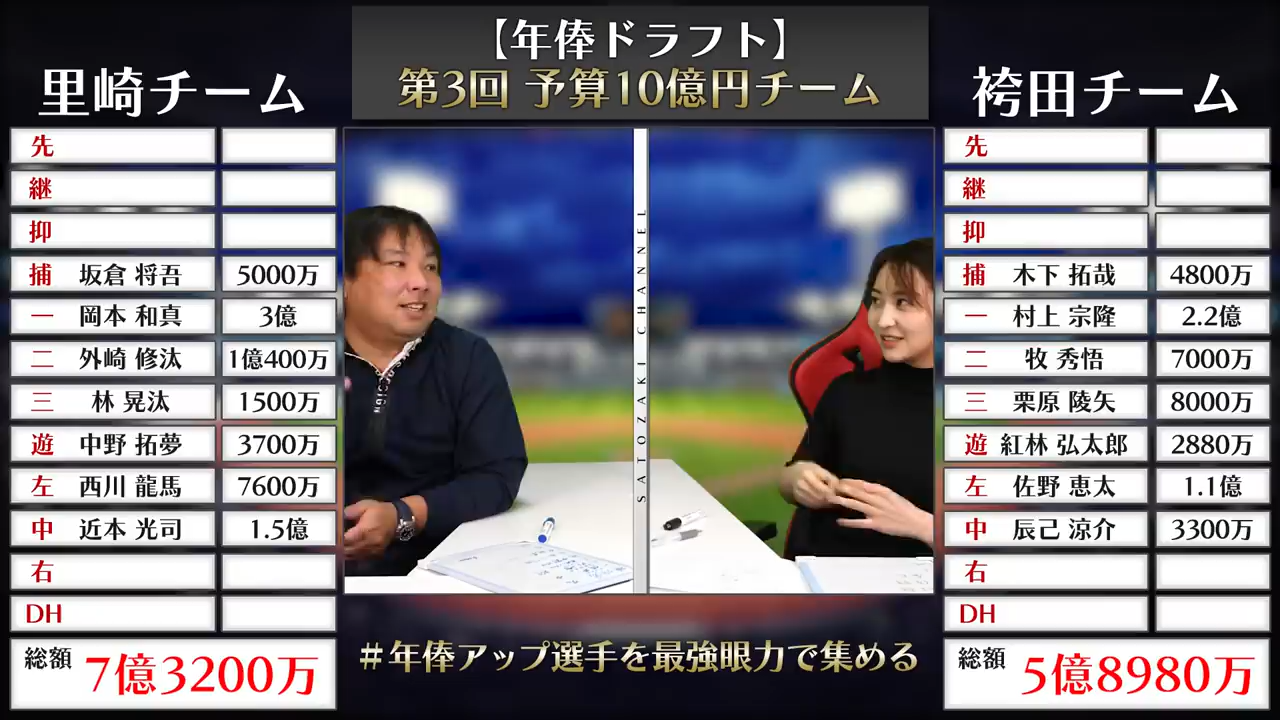 【年俸ドラフト】
第3回 予算10億円チーム
里崎チーム
先
継
抑
捕 坂倉 将吾 5000万
一 岡本 和真 3億
二 外崎 修汰 1億400万
三 林 晃汰 1500万
遊 中野 拓夢 3700万
左 西川 龍馬 7600万
中 近本 光司 1.5億
右
DH
総額 7億3200万
SATOZAKI CHANNEL
袴田チーム
先
継
抑
捕 木下 拓哉 4800万
一 村上 宗隆 2.2億
二 牧 秀悟 7000万
三 栗原 陵矢 8000万
遊 紅林 弘太郎 2880万
左 佐野 恵太 1.1億
中 辰己 涼介 3300万
右
DH
総額 5億8980万
#年俸アップ選手を最強眼力で集める